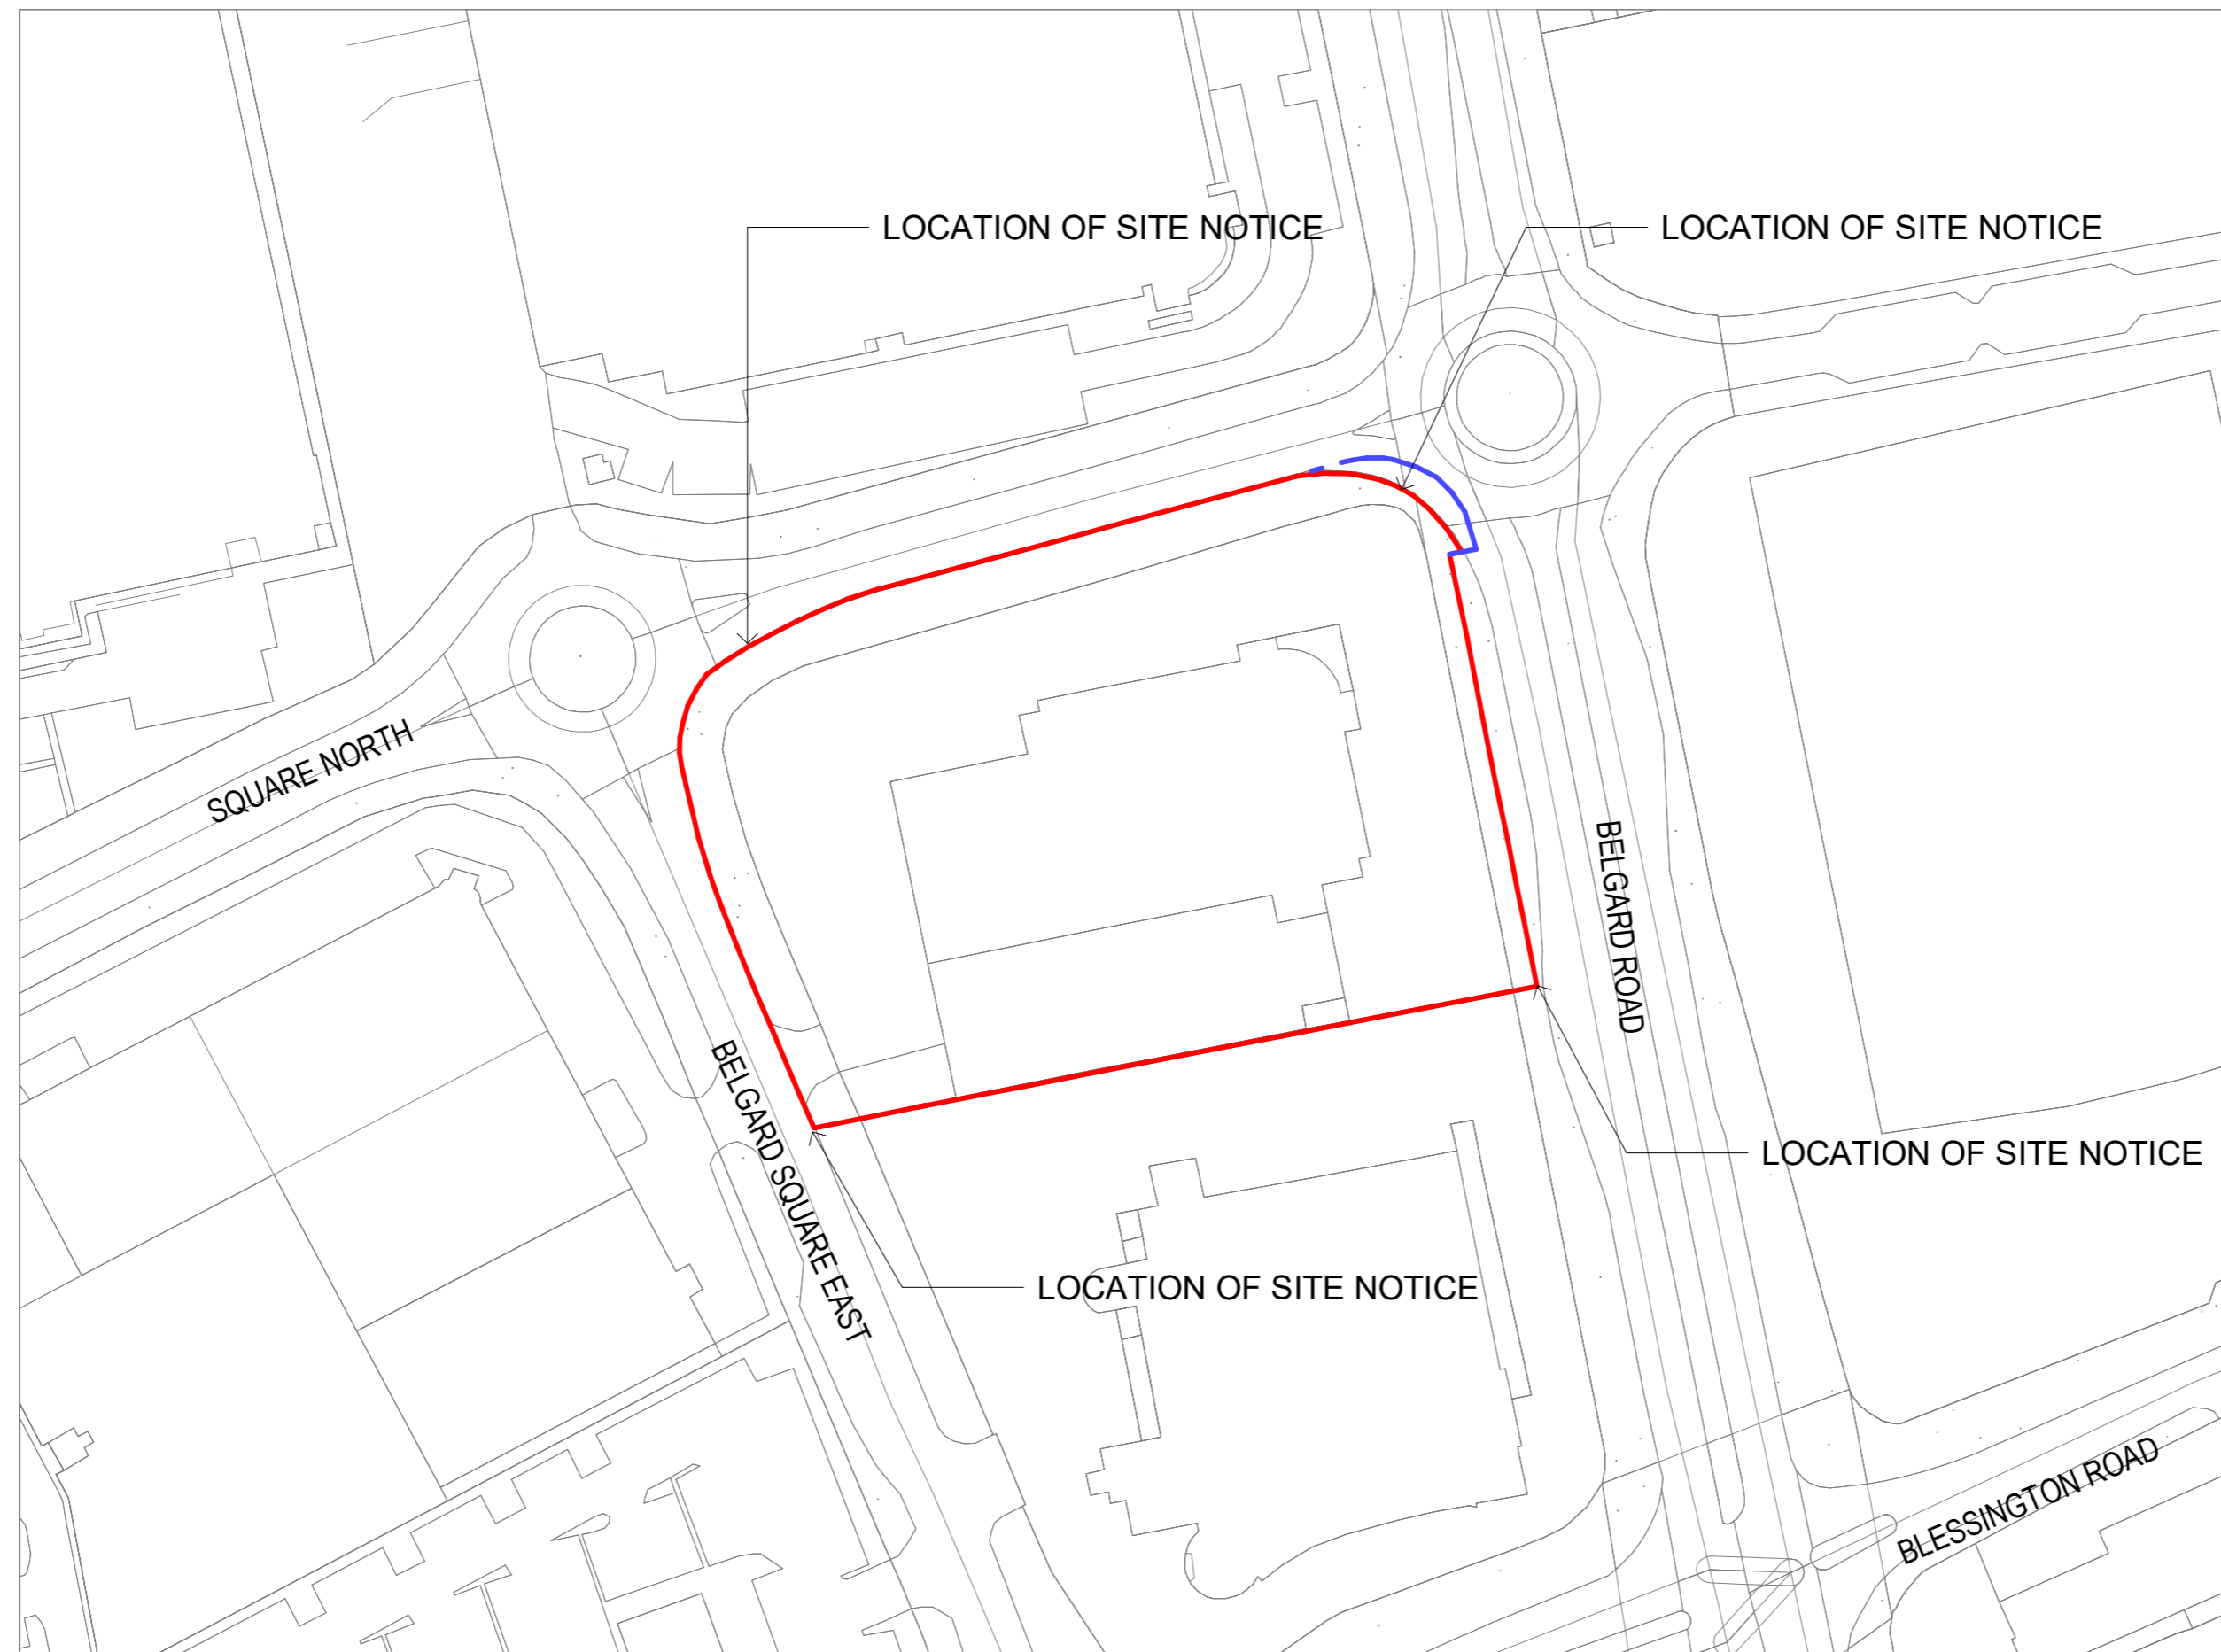 LOCATION OF SITE NOTICE
LOCATION OF SITE NOTICE
SQUARE NORTH
BELGARD ROAD
LOCATION OF SITE NOTICE
BELGARD SQUARE EAST
LOCATION OF SITE NOTICE
BLESSINGTON ROAD